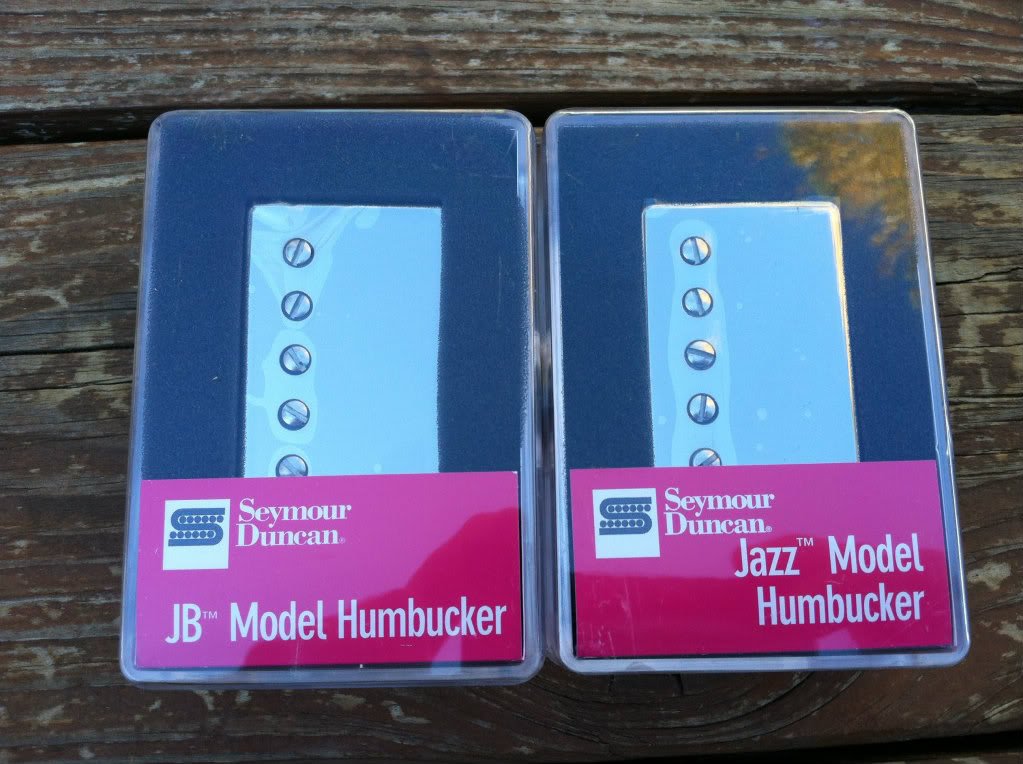 Seymour
Duncan®
JB™ Model Humbucker
Seymour
Duncan®
Jazz™ Model
Humbucker